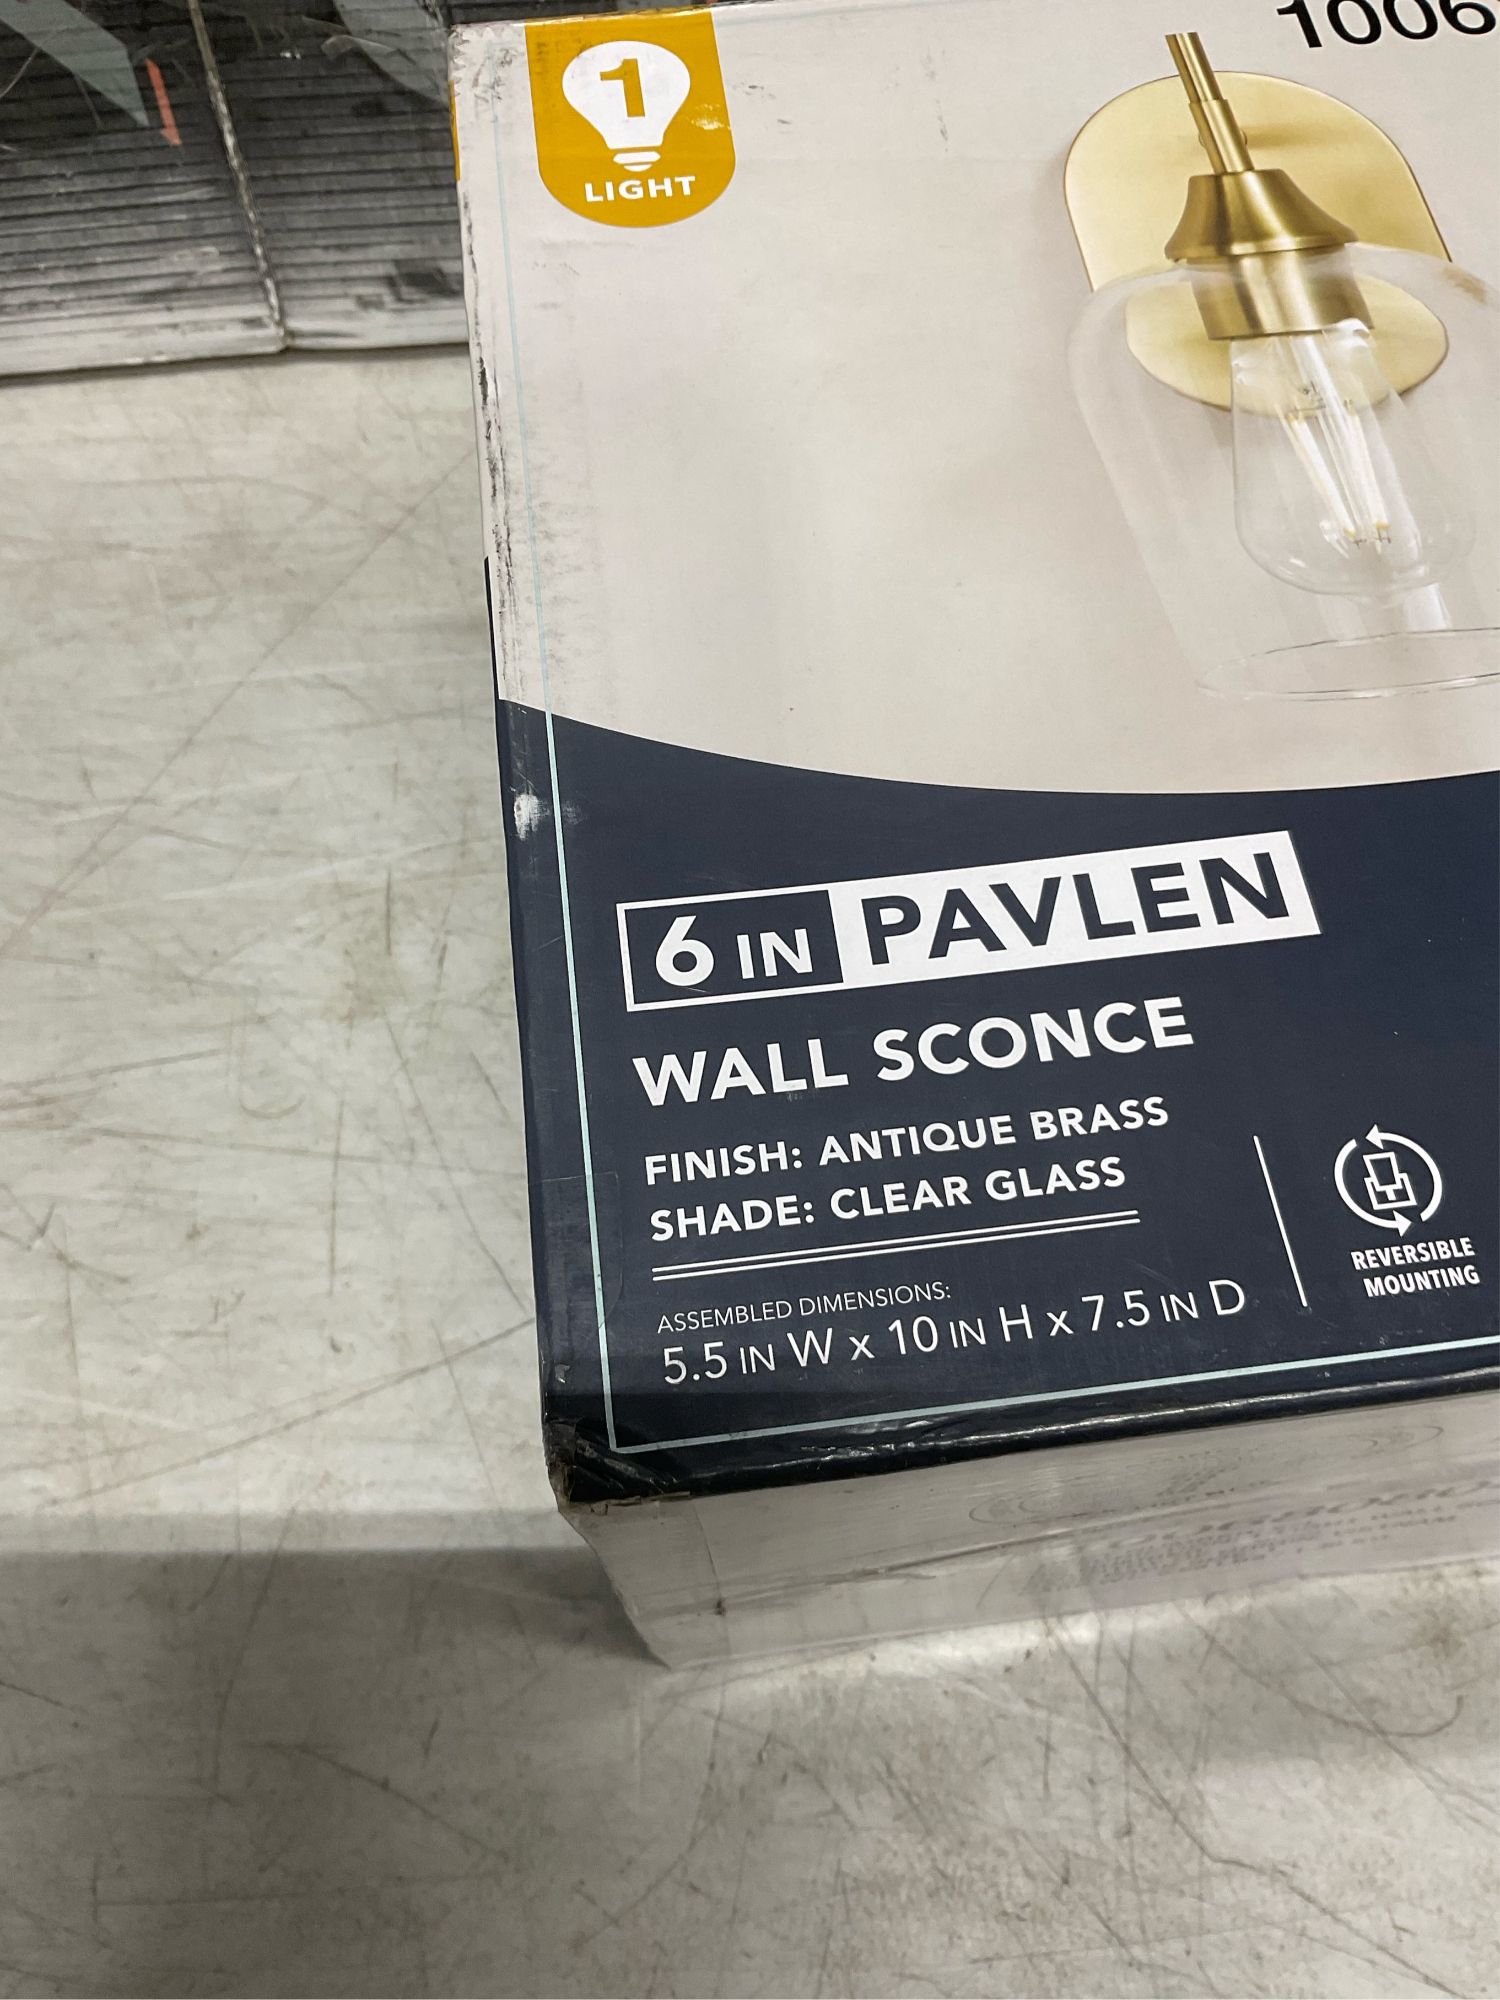 1
LIGHT
1006
6 IN PAVLEN
WALL SCONCE
FINISH: ANTIQUE BRASS
SHADE: CLEAR GLASS
ASSEMBLED DIMENSIONS:
5.5 IN W x 10 IN H x 7.5 IN D
REVERSIBLE
MOUNTING